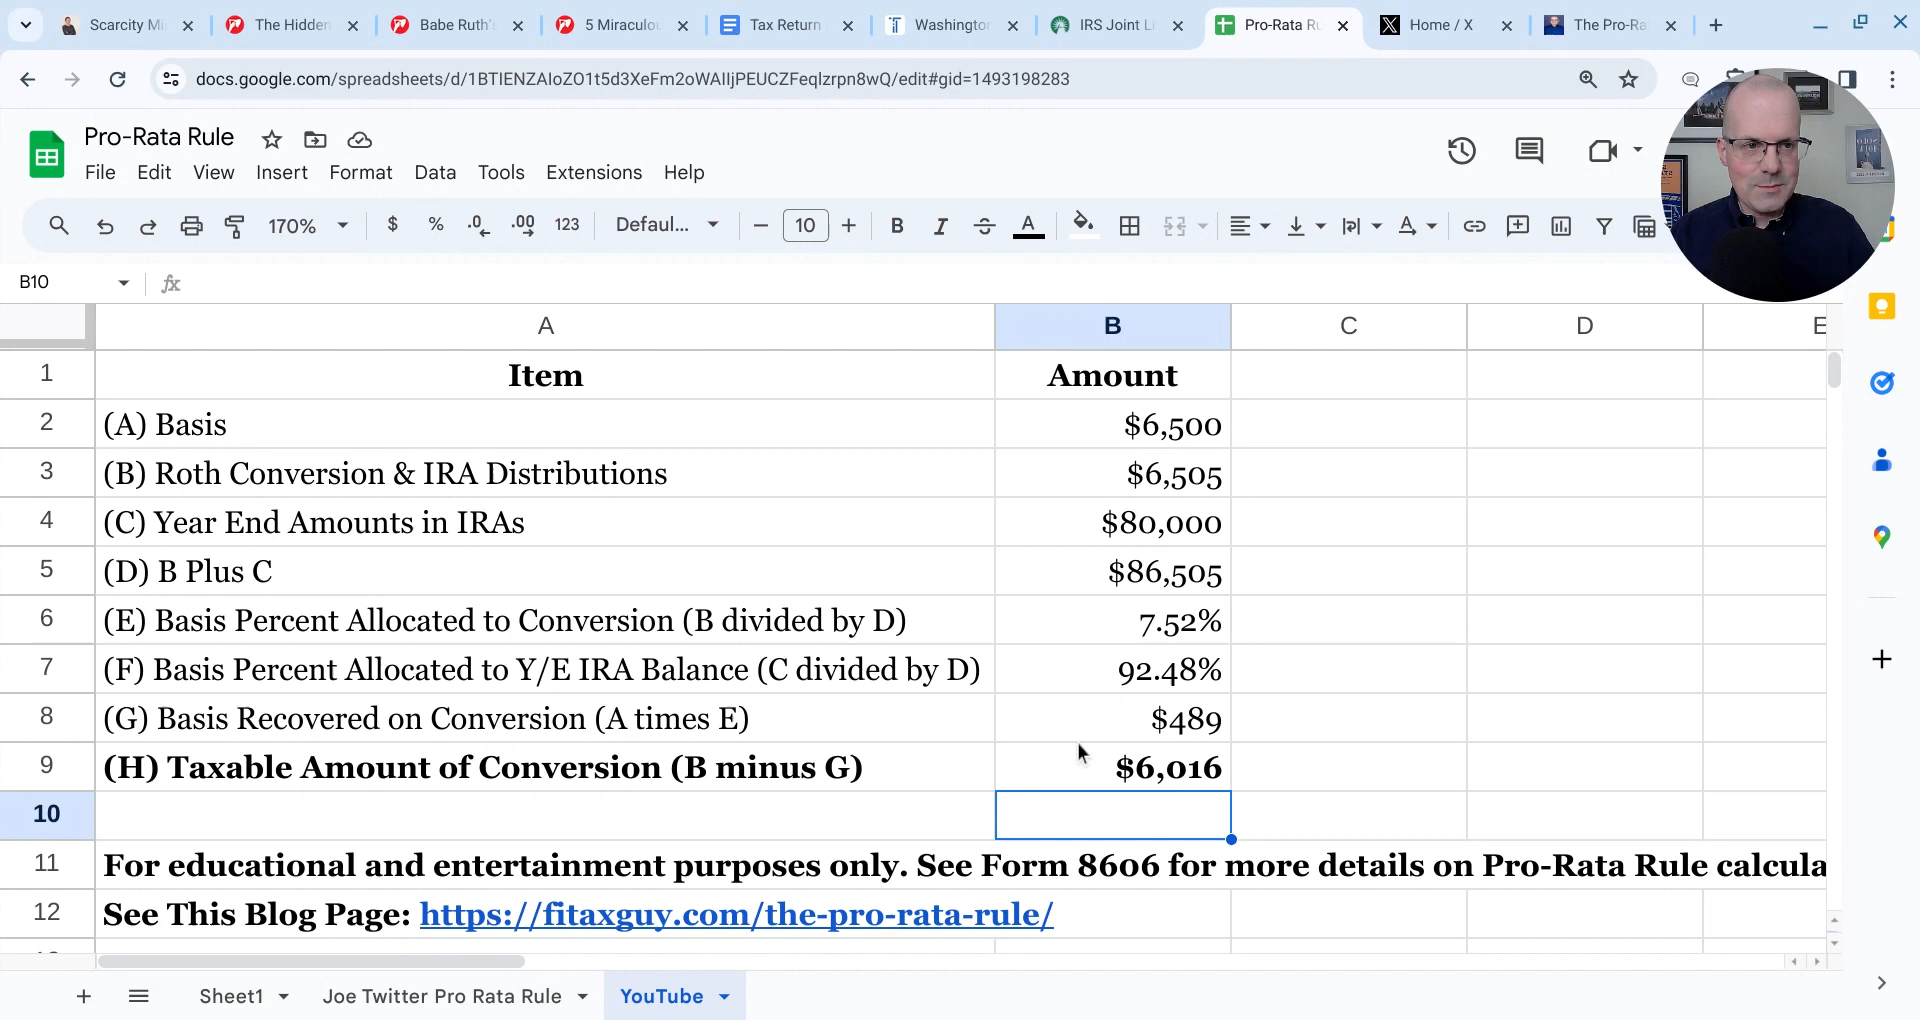 Scarcity Mi
The Hidden
Babe Ruth's
5 Miraculou
Tax Return
Washington
IRS Joint Li
Pro-Rata Ru
Home / X
The Pro-Ra
docs.google.com/spreadsheets/d/1BTIENZAIoZO1t5d3XeFm2oWAIIjPEUCZFeqlzrpn8wQ/edit#gid=1493198283
Pro-Rata Rule
File Edit View Insert Format Data Tools Extensions Help
170% $ % .0 .00 123 Defaul... 10 B I A
B10 fx
A B C D E
1 Item Amount
2 (A) Basis $6,500
3 (B) Roth Conversion & IRA Distributions $6,505
4 (C) Year End Amounts in IRAs $80,000
5 (D) B Plus C $86,505
6 (E) Basis Percent Allocated to Conversion (B divided by D) 7.52%
7 (F) Basis Percent Allocated to Y/E IRA Balance (C divided by D) 92.48%
8 (G) Basis Recovered on Conversion (A times E) $489
9 (H) Taxable Amount of Conversion (B minus G) $6,016
10
11 For educational and entertainment purposes only. See Form 8606 for more details on Pro-Rata Rule calcula
12 See This Blog Page: https://fitaxguy.com/the-pro-rata-rule/
Sheet1 Joe Twitter Pro Rata Rule YouTube